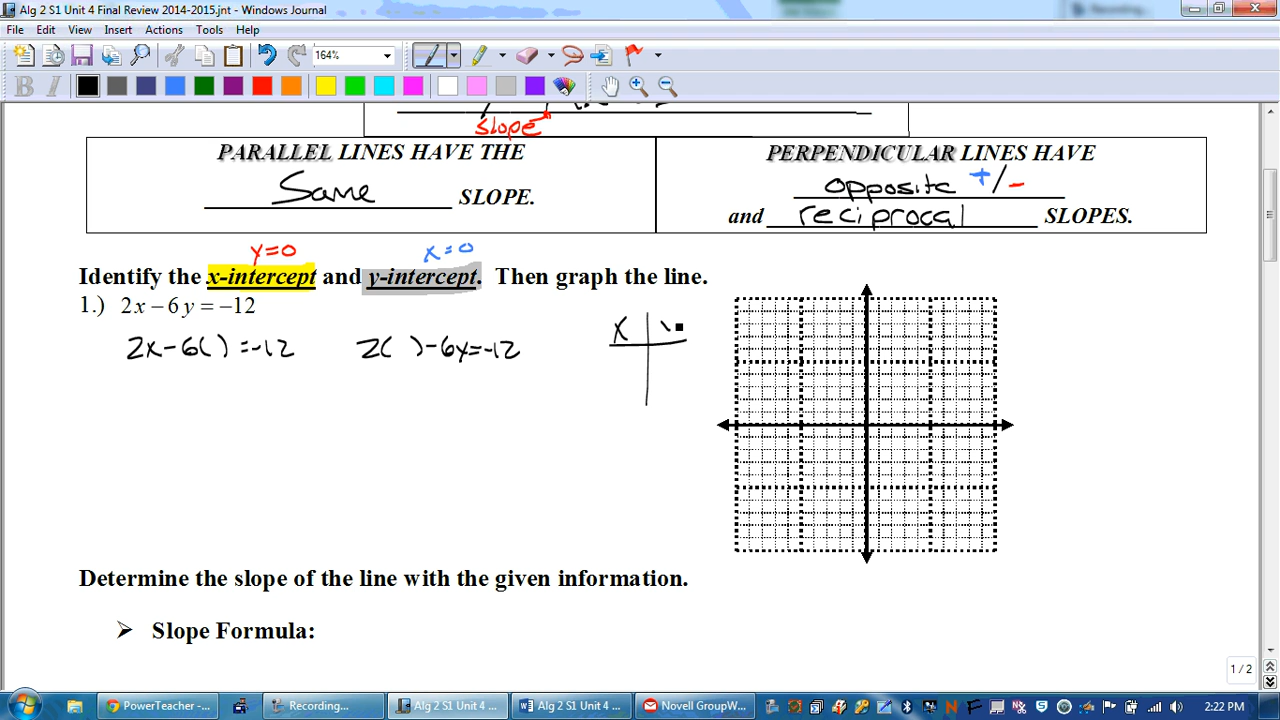 Alg 2 S1 Unit 4 Final Review 2014-2015.jnt - Windows Journal
Recording...
File Edit View Insert Actions Tools Help
164%
B I
slope
PARALLEL LINES HAVE THE
Same SLOPE.
PERPENDICULAR LINES HAVE
opposite +/-
and reciprocal SLOPES.
y=0 x=0
Identify the x-intercept and y-intercept. Then graph the line.
1.) 2x – 6y = –12
2x-6( ) =-12 2( )-6y=-12 x
Determine the slope of the line with the given information.
➢ Slope Formula:
1 / 2
PowerTeacher -... Recording... Alg 2 S1 Unit 4 ... Alg 2 S1 Unit 4 ... Novell GroupW... 2:22 PM